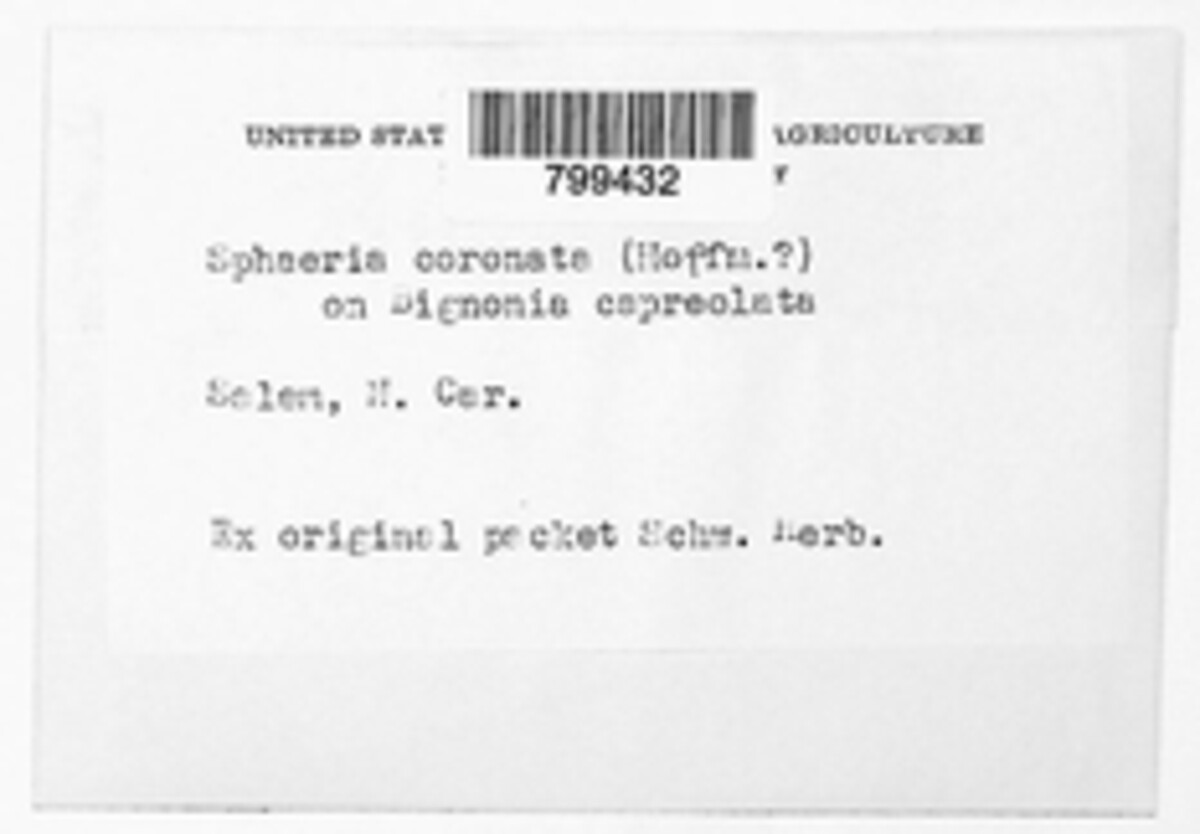 UNITED STAT AGRICULTURE
799432 Y
Sphaeria coronata (Hoffm.?)
on Bignonia capreolata
Salem, N. Car.
Ex original packet Schw. Herb.